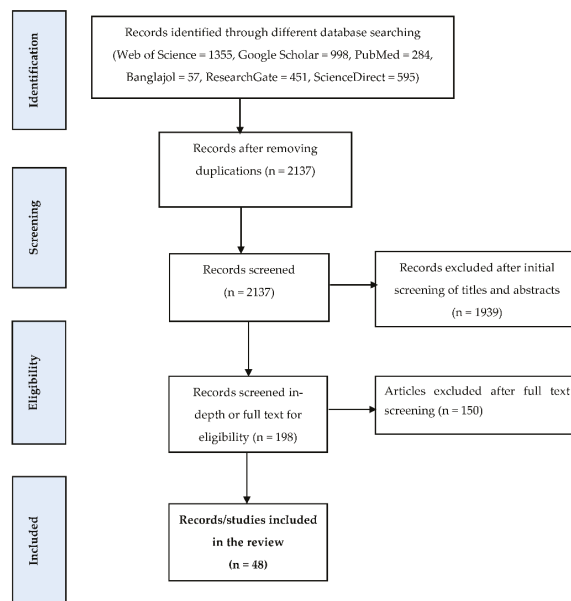 Identification
Records identified through different database searching
(Web of Science = 1355, Google Scholar = 998, PubMed = 284,
Banglajol = 57, ResearchGate = 451, ScienceDirect = 595)
Records after removing
duplications (n = 2137)
Screening
Records screened
(n = 2137)
Records excluded after initial
screening of titles and abstracts
(n = 1939)
Eligibility
Records screened in-
depth or full text for
eligibility (n = 198)
Articles excluded after full text
screening (n = 150)
Included
Records/studies included
in the review
(n = 48)